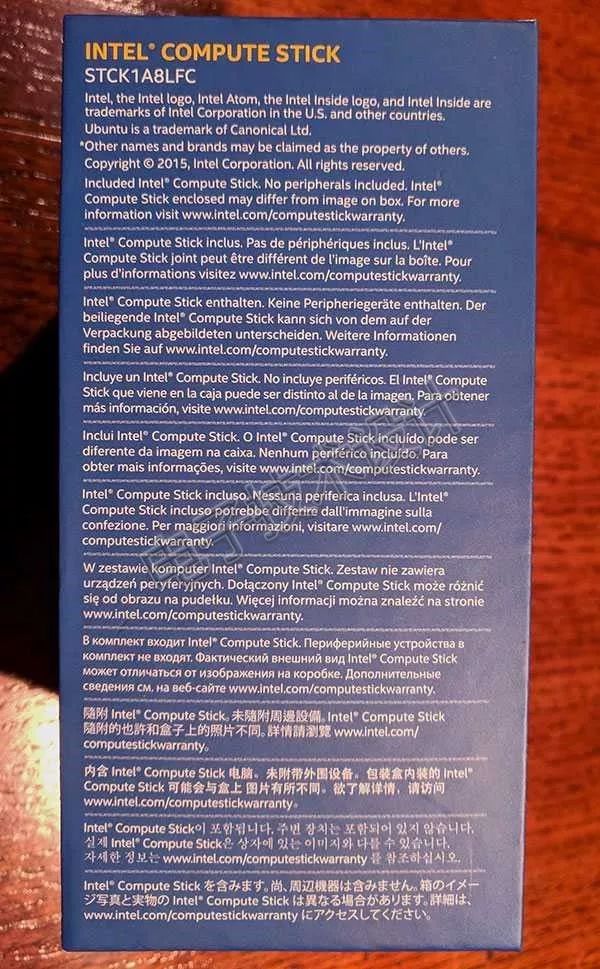 INTEL® COMPUTE STICK
STCK1A8LFC
Intel, the Intel logo, Intel Atom, the Intel Inside logo, and Intel Inside are
trademarks of Intel Corporation in the U.S. and other countries.
Ubuntu is a trademark of Canonical Ltd.
*Other names and brands may be claimed as the property of others.
Copyright © 2015, Intel Corporation. All rights reserved.
Included Intel® Compute Stick. No peripherals included. Intel®
Compute Stick enclosed may differ from image on box. For more
information visit www.intel.com/computestickwarranty.
Intel® Compute Stick inclus. Pas de périphériques inclus. L'Intel®
Compute Stick joint peut être différent de l'image sur la boîte. Pour
plus d'informations visitez www.intel.com/computestickwarranty.
Intel® Compute Stick enthalten. Keine Peripheriegeräte enthalten. Der
beiliegende Intel® Compute Stick kann sich von dem auf der
Verpackung abgebildeten unterscheiden. Weitere Informationen
finden Sie auf www.intel.com/computestickwarranty.
Incluye un Intel® Compute Stick. No incluye periféricos. El Intel® Compute
Stick que viene en la caja puede ser distinto al de la imagen. Para obtener
más información, visite www.intel.com/computestickwarranty.
Inclui Intel® Compute Stick. O Intel® Compute Stick incluído pode ser
diferente da imagem na caixa. Nenhum periférico incluído. Para
obter mais informações, visite www.intel.com/computestickwarranty.
Intel® Compute Stick incluso. Nessuna periferica inclusa. L'Intel®
Compute Stick incluso potrebbe differire dall'immagine sulla
confezione. Per maggiori informazioni, visitare www.intel.com/
computestickwarranty.
W zestawie komputer Intel® Compute Stick. Zestaw nie zawiera
urządzeń peryferyjnych. Dołączony Intel® Compute Stick może różnić
się od obrazu na pudełku. Więcej informacji można znaleźć na stronie
www.intel.com/computestickwarranty.
В комплект входит Intel® Compute Stick. Периферийные устройства в
комплект не входят. Фактический внешний вид Intel® Compute Stick
может отличаться от изображения на коробке. Дополнительные
сведения см. на веб-сайте www.intel.com/computestickwarranty.
隨附 Intel® Compute Stick。未隨附周邊設備。Intel® Compute Stick
隨附的也許和盒子上的照片不同。詳情請瀏覽 www.intel.com/
computestickwarranty。
内含 Intel® Compute Stick 电脑。未附带外围设备。包装盒内装的 Intel®
Compute Stick 可能会与盒上 图片有所不同。欲了解详情，请访问
www.intel.com/computestickwarranty。
Intel® Compute Stick이 포함됩니다. 주변 장치는 포함되어 있지 않습니다.
실제 Intel® Compute Stick은 상자에 있는 이미지와 다를 수 있습니다.
자세한 정보는 www.intel.com/computestickwarranty 를 참조하십시오.
Intel® Compute Stick を含みます。尚、周辺機器は含みません。箱のイメー
ジ写真と実物の Intel® Compute Stick は異なる場合があります。詳細は、
www.intel.com/computestickwarranty にアクセスしてください。